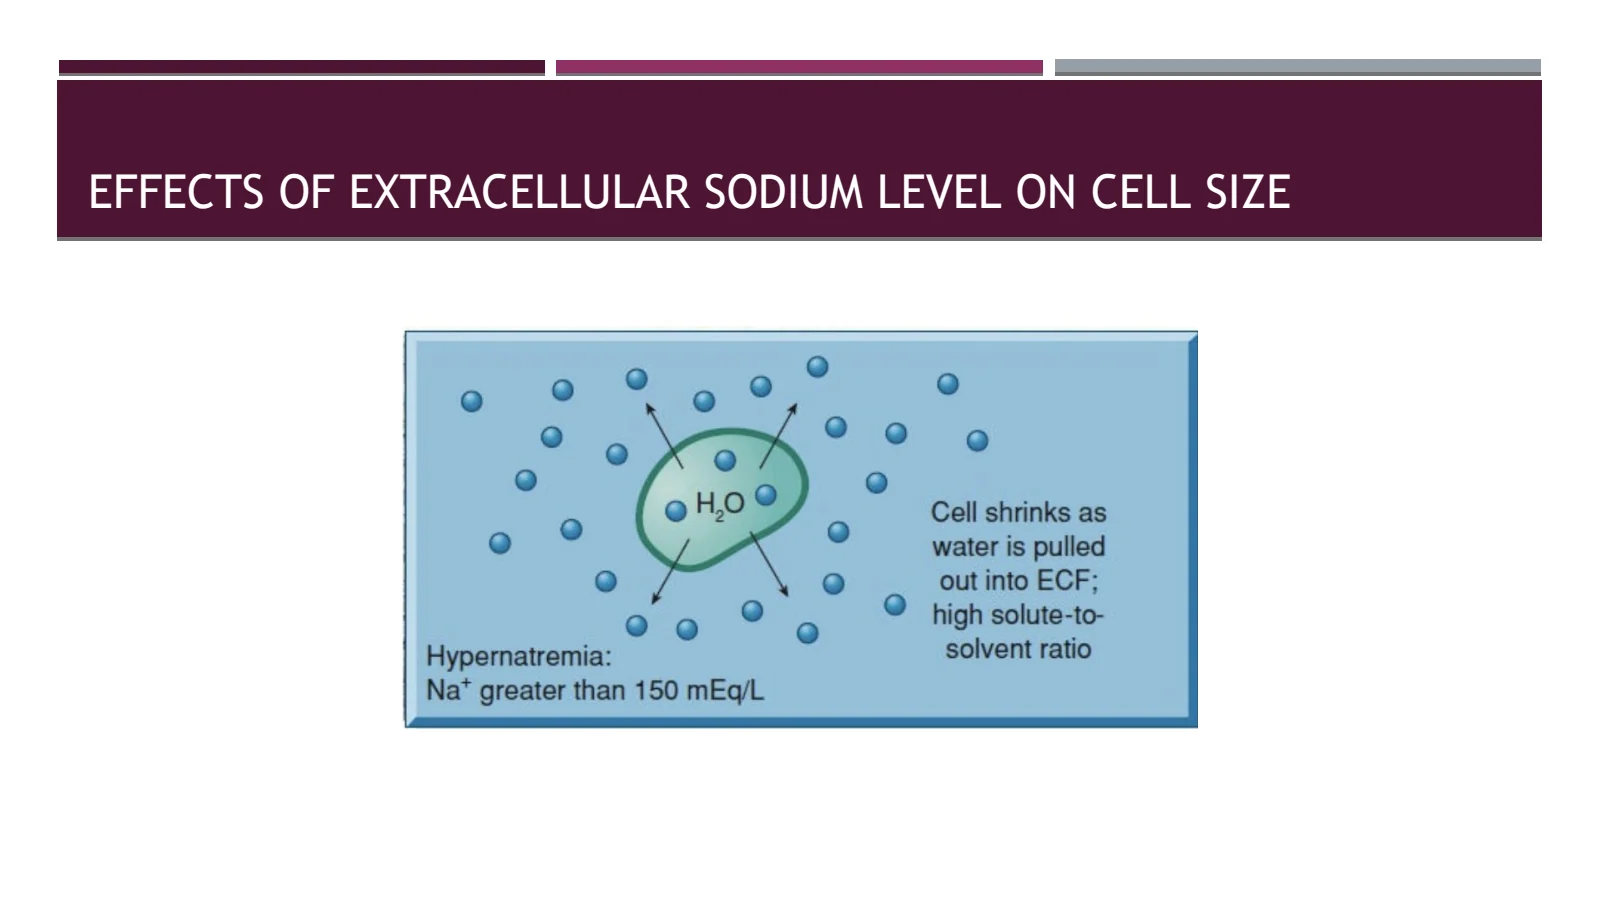 EFFECTS OF EXTRACELLULAR SODIUM LEVEL ON CELL SIZE
H₂O
Cell shrinks as
water is pulled
out into ECF;
high solute-to-
solvent ratio
Hypernatremia:
Na⁺ greater than 150 mEq/L